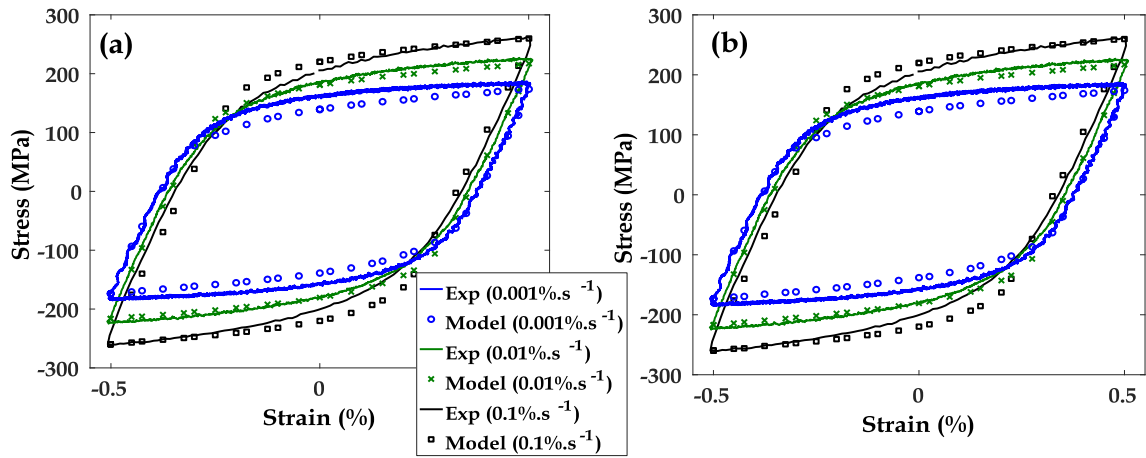 (a)
300
200
100
0
-100
-200
-300
Stress (MPa)
-0.5
0
Strain (%)
Exp (0.001%.s -1)
Model (0.001%.s -1)
Exp (0.01%.s -1)
Model (0.01%.s -1)
Exp (0.1%.s -1)
Model (0.1%.s -1)
(b)
300
200
100
0
-100
-200
-300
Stress (MPa)
-0.5
0
0.5
Strain (%)